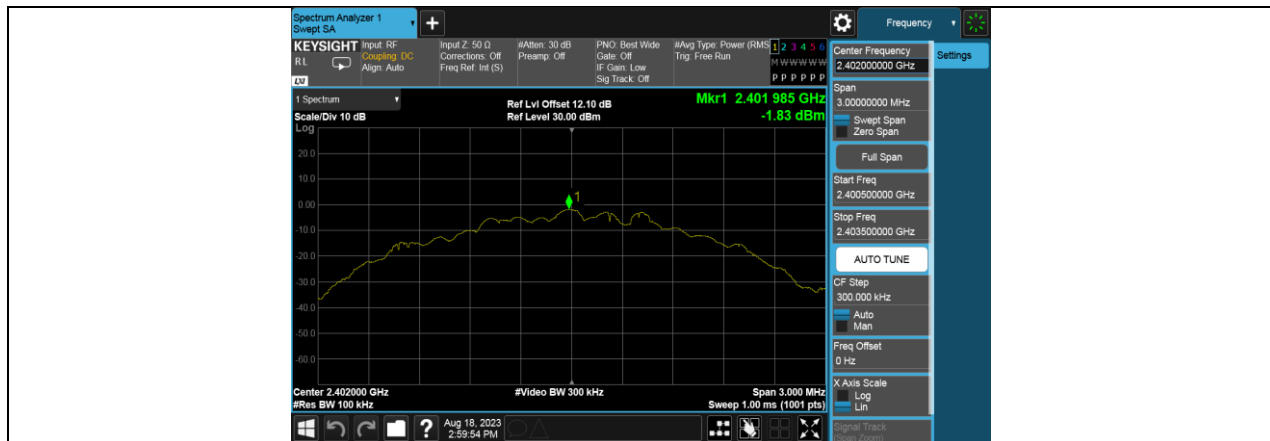 Spectrum Analyzer 1
Swept SA
+
Frequency
KEYSIGHT
RL
LXI
Input: RF
Coupling: DC
Align: Auto
Input Z: 50 Ω
Corrections: Off
Freq Ref: Int (S)
#Atten: 30 dB
Preamp: Off
PNO: Best Wide
Gate: Off
IF Gain: Low
Sig Track: Off
#Avg Type: Power (RMS
Trig: Free Run
1 2 3 4 5 6
M W W W W W
P P P P P P
1 Spectrum
Scale/Div 10 dB
Log
Ref Lvl Offset 12.10 dB
Ref Level 30.00 dBm
Mkr1 2.401 985 GHz
-1.83 dBm
20.0
10.0
0.00
-10.0
-20.0
-30.0
-40.0
-50.0
-60.0
1
Center 2.402000 GHz
#Res BW 100 kHz
#Video BW 300 kHz
Span 3.000 MHz
Sweep 1.00 ms (1001 pts)
?
Aug 18, 2023
2:59:54 PM
Center Frequency
2.402000000 GHz
Span
3.00000000 MHz
Swept Span
Zero Span
Full Span
Start Freq
2.400500000 GHz
Stop Freq
2.403500000 GHz
AUTO TUNE
CF Step
300.000 kHz
Auto
Man
Freq Offset
0 Hz
X Axis Scale
Log
Lin
Signal Track
(Span Zoom)
Settings